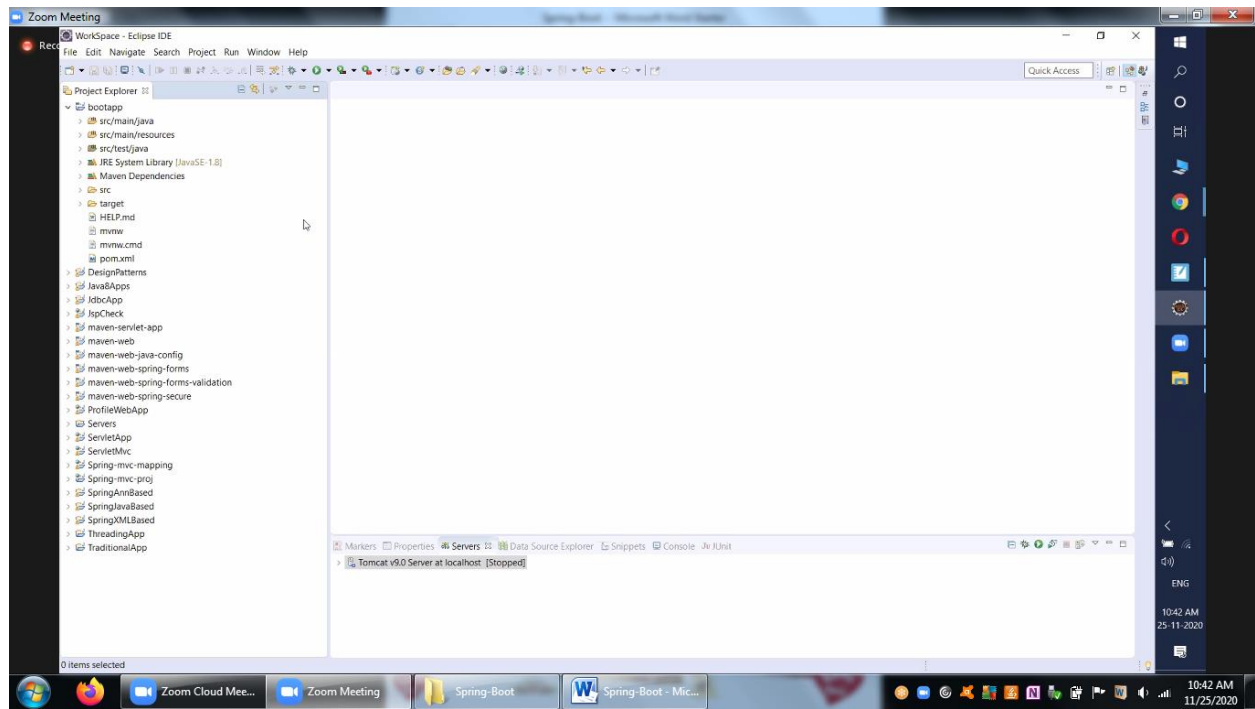 Zoom Meeting
Spring-Boot - Microsoft Word Starter
WorkSpace - Eclipse IDE
File Edit Navigate Search Project Run Window Help
Quick Access
Project Explorer
bootapp
src/main/java
src/main/resources
src/test/java
JRE System Library [JavaSE-1.8]
Maven Dependencies
src
target
HELP.md
mvnw
mvnw.cmd
pom.xml
DesignPatterns
Java8Apps
JdbcApp
JspCheck
maven-servlet-app
maven-web
maven-web-java-config
maven-web-spring-forms
maven-web-spring-forms-validation
maven-web-spring-secure
ProfileWebApp
Servers
ServletApp
ServletMvc
Spring-mvc-mapping
Spring-mvc-proj
SpringAnnBased
SpringJavaBased
SpringXMLBased
ThreadingApp
TraditionalApp
Markers Properties Servers Data Source Explorer Snippets Console JUnit
Tomcat v9.0 Server at localhost [Stopped]
ENG
10:42 AM
25-11-2020
0 items selected
Zoom Cloud Mee... Zoom Meeting Spring-Boot Spring-Boot - Mic...
10:42 AM
11/25/2020